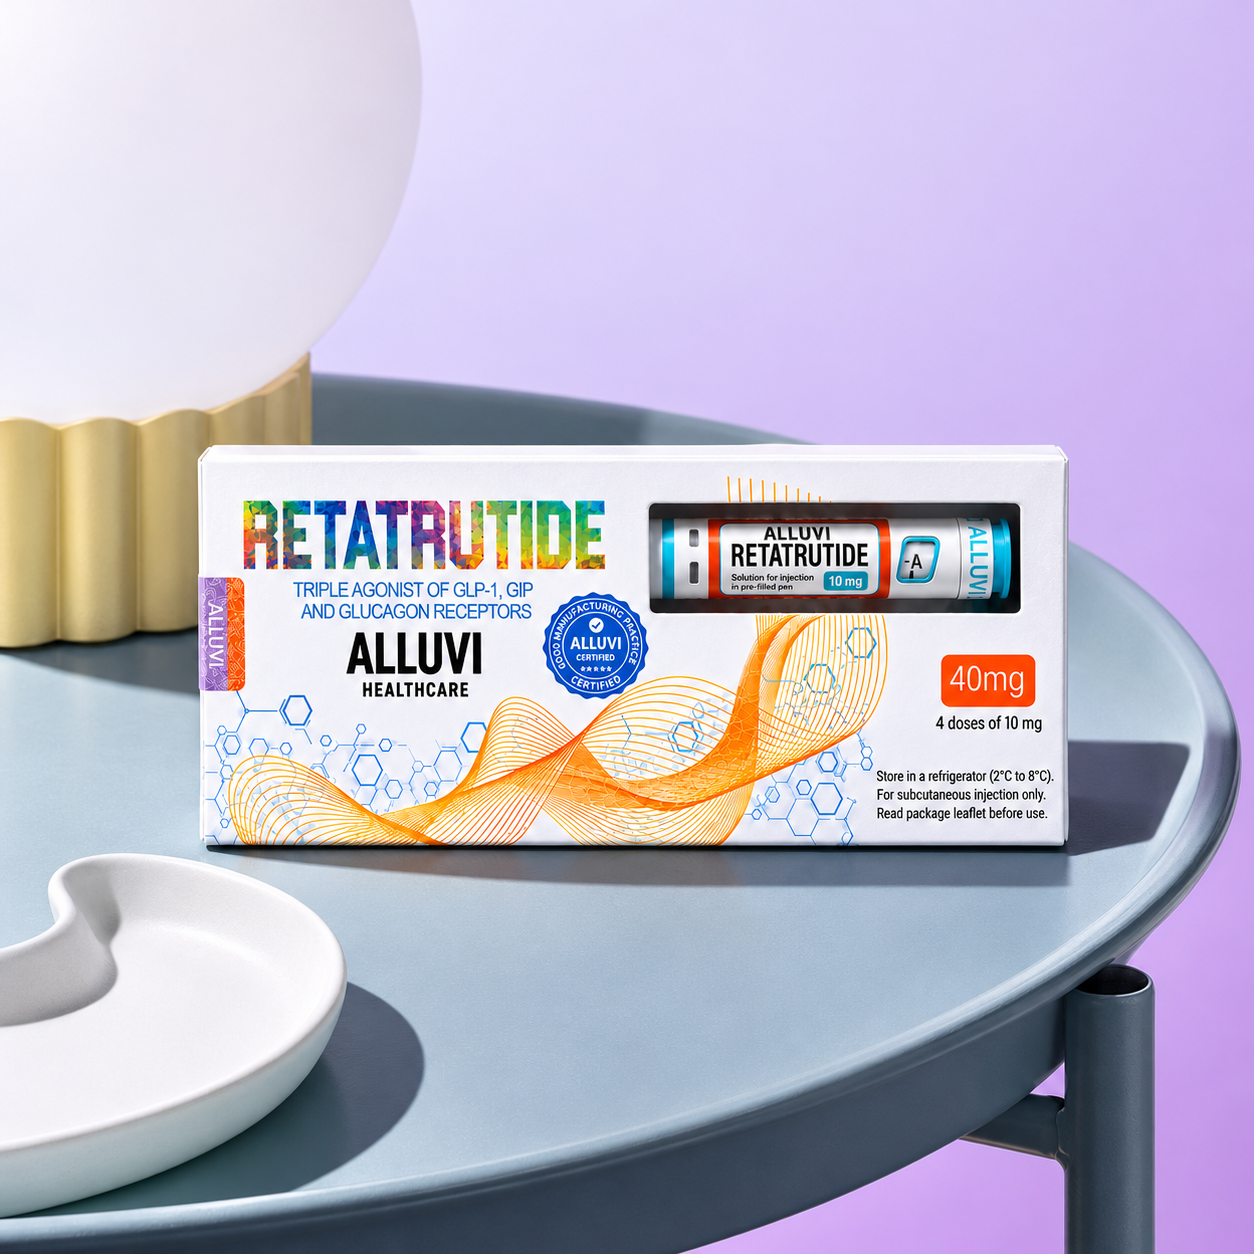 RETATRUTIDE
TRIPLE AGONIST OF GLP-1, GIP
AND GLUCAGON RECEPTORS
ALLUVI
HEALTHCARE
ALLUVI
GOOD MANUFACTURING PRACTICE
ALLUVI
CERTIFIED
CERTIFIED
ALLUVI
RETATRUTIDE
Solution for injection
in pre-filled pen
10 mg
-A
ALLUVI
40mg
4 doses of 10 mg
Store in a refrigerator (2°C to 8°C).
For subcutaneous injection only.
Read package leaflet before use.